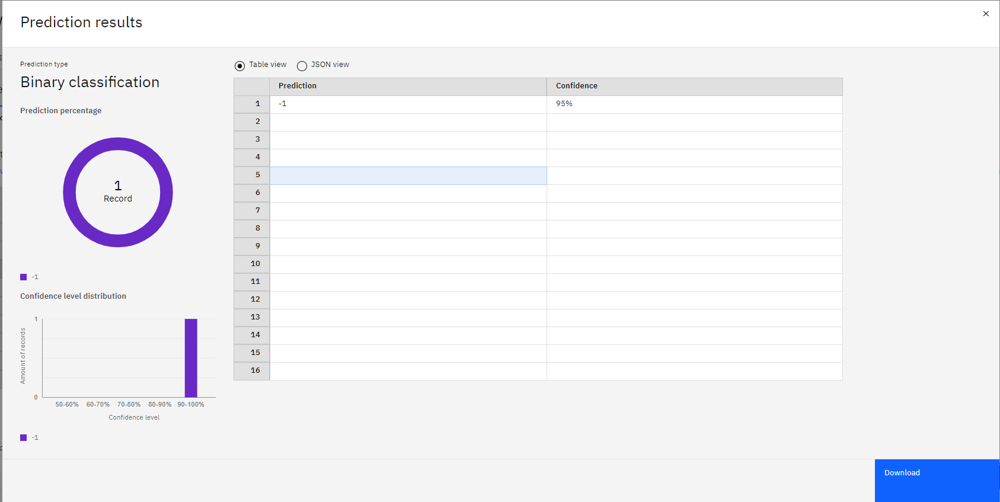 Prediction results
Prediction type
Binary classification
Prediction percentage
1
Record
-1
Confidence level distribution
Amount of records
1
0
50-60% 60-70% 70-80% 80-90% 90-100%
Confidence level
-1
Table view JSON view
Prediction Confidence
1 -1 95%
2
3
4
5
6
7
8
9
10
11
12
13
14
15
16
Download